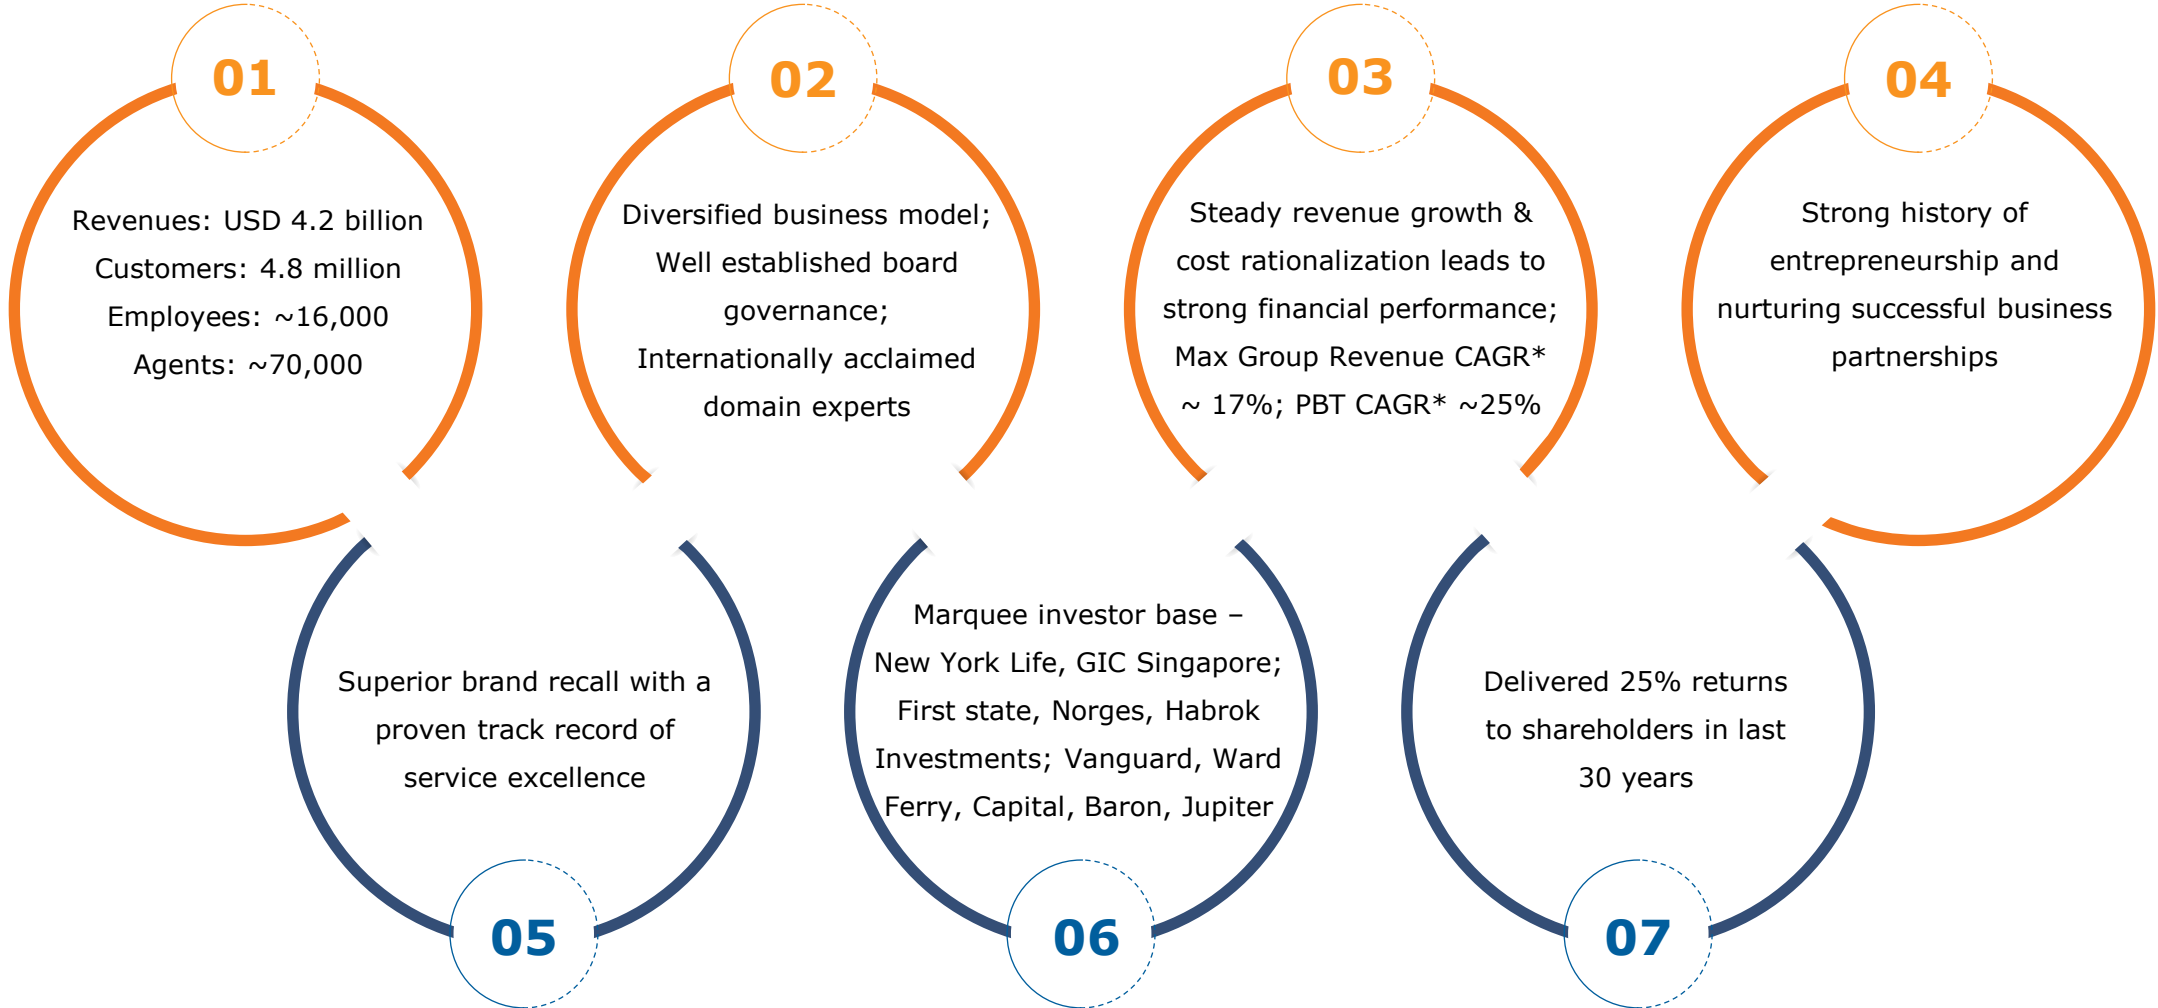 01
Revenues: USD 4.2 billion
Customers: 4.8 million
Employees: ~16,000
Agents: ~70,000
02
Diversified business model;
Well established board
governance;
Internationally acclaimed
domain experts
03
Steady revenue growth &
cost rationalization leads to
strong financial performance;
Max Group Revenue CAGR*
~ 17%; PBT CAGR* ~25%
04
Strong history of
entrepreneurship and
nurturing successful business
partnerships
Superior brand recall with a
proven track record of
service excellence
05
Marquee investor base –
New York Life, GIC Singapore;
First state, Norges, Habrok
Investments; Vanguard, Ward
Ferry, Capital, Baron, Jupiter
06
Delivered 25% returns
to shareholders in last
30 years
07